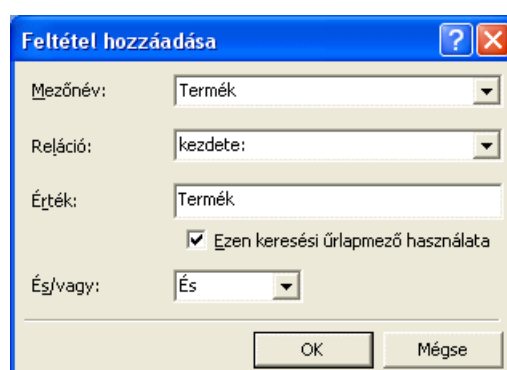 Feltétel hozzáadása
Mezőnév: Termék
Reláció: kezdete:
Érték: Termék
Ezen keresési űrlapmező használata
És/vagy: És
OK Mégse